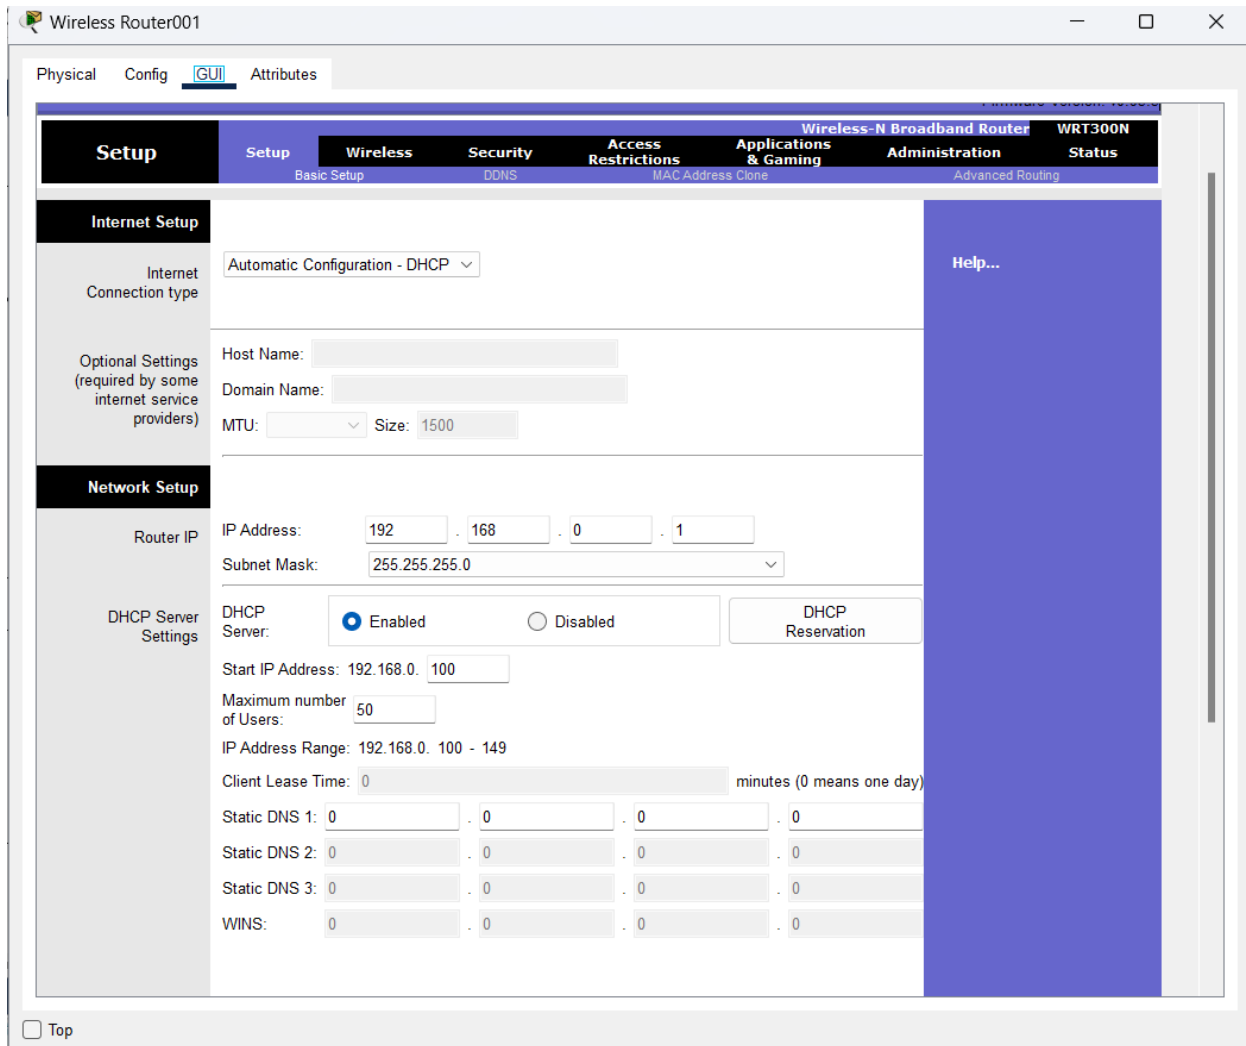 Wireless Router001
Physical Config GUI Attributes
Wireless-N Broadband Router WRT300N
Setup Setup Wireless Security Access Restrictions Applications & Gaming Administration Status
Basic Setup DDNS MAC Address Clone Advanced Routing
Internet Setup
Internet Connection type
Automatic Configuration - DHCP
Help...
Optional Settings (required by some internet service providers)
Host Name:
Domain Name:
MTU: Size: 1500
Network Setup
Router IP
IP Address: 192 . 168 . 0 . 1
Subnet Mask: 255.255.255.0
DHCP Server Settings
DHCP Server: Enabled Disabled DHCP Reservation
Start IP Address: 192.168.0. 100
Maximum number of Users: 50
IP Address Range: 192.168.0. 100 - 149
Client Lease Time: 0 minutes (0 means one day)
Static DNS 1: 0 . 0 . 0 . 0
Static DNS 2: 0 . 0 . 0 . 0
Static DNS 3: 0 . 0 . 0 . 0
WINS: 0 . 0 . 0 . 0
Top